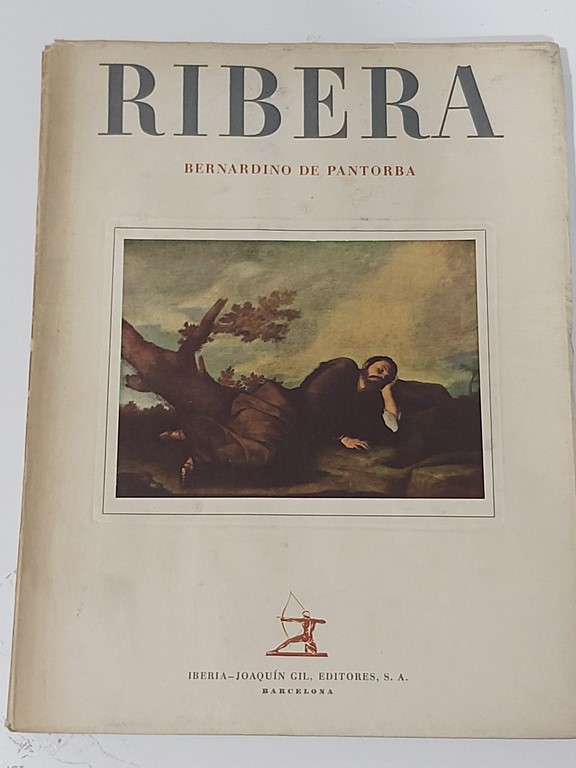 RIBERA
BERNARDINO DE PANTORBA
IBERIA–JOAQUÍN GIL, EDITORES, S. A.
BARCELONA